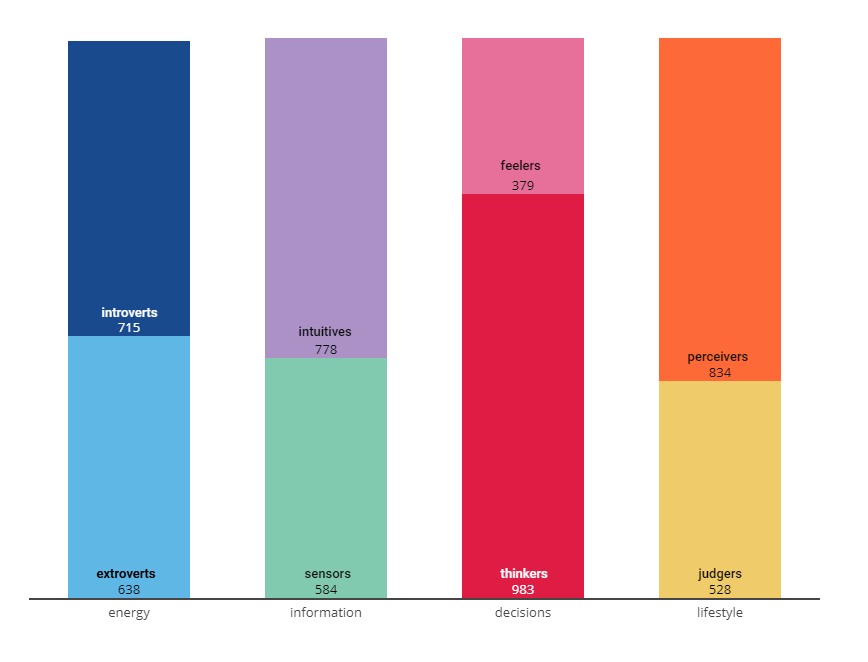 introverts
715
extroverts
638
energy
intuitives
778
sensors
584
information
feelers
379
thinkers
983
decisions
perceivers
834
judgers
528
lifestyle